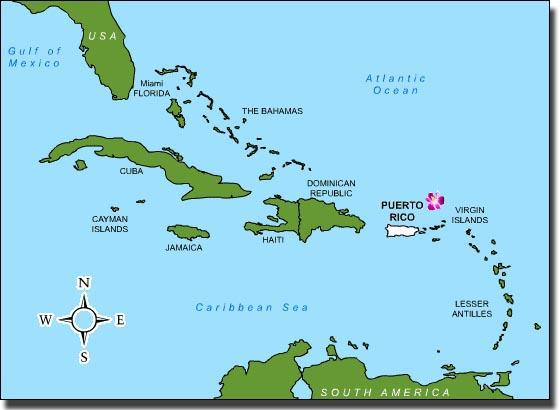 USA
Gulf of
Mexico
Miami
FLORIDA
Atlantic
Ocean
THE BAHAMAS
CUBA
DOMINICAN
REPUBLIC
PUERTO
RICO
VIRGIN
ISLANDS
CAYMAN
ISLANDS
JAMAICA
HAITI
N
W
E
S
Caribbean Sea
LESSER
ANTILLES
SOUTH AMERICA